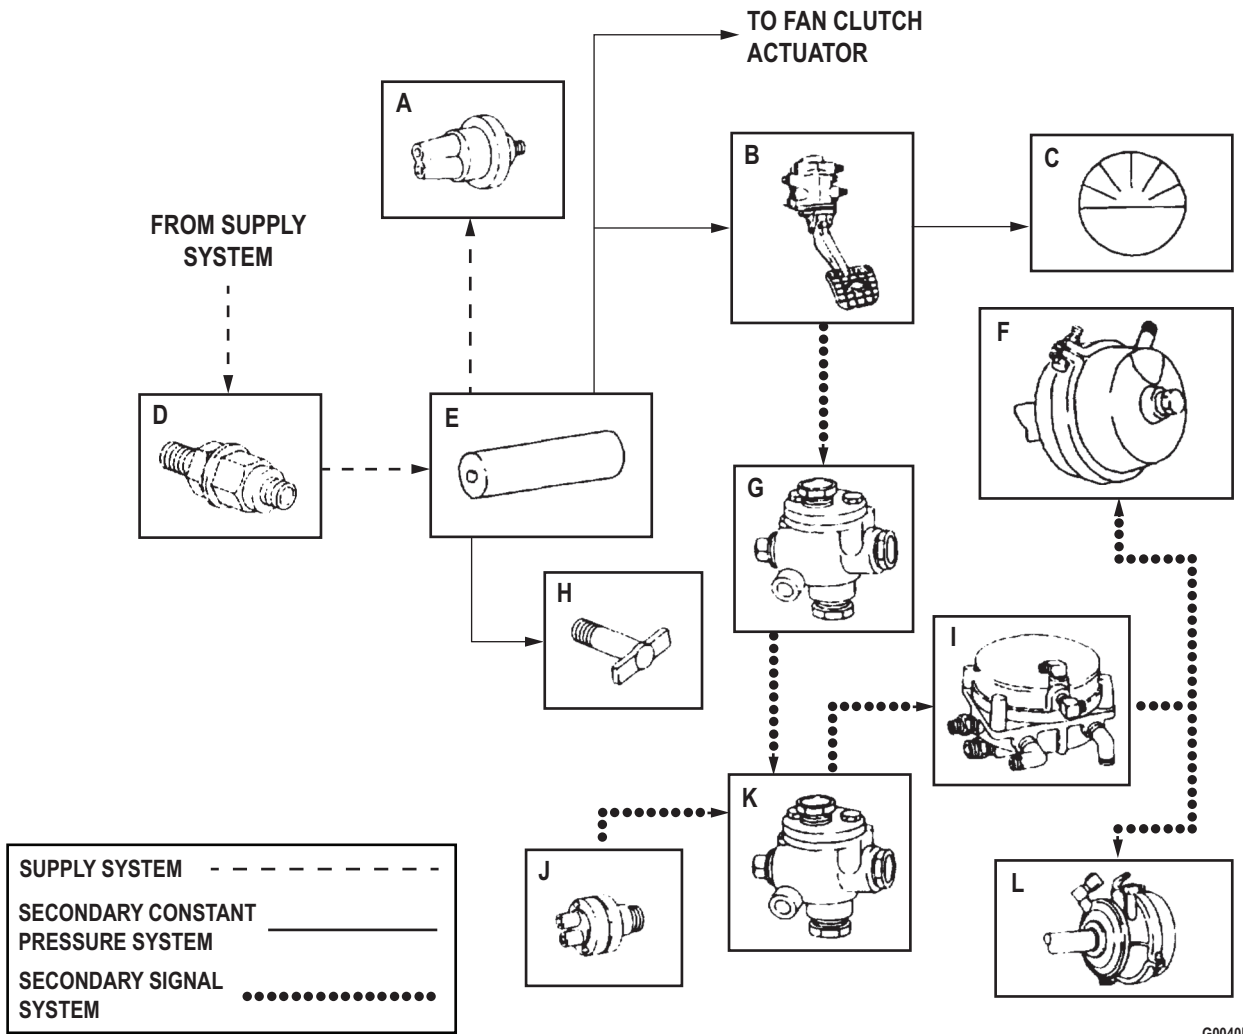 TO FAN CLUTCH
ACTUATOR
A
B
C
FROM SUPPLY
SYSTEM
D
E
F
G
H
I
K
J
L
SUPPLY SYSTEM
SECONDARY CONSTANT
PRESSURE SYSTEM
SECONDARY SIGNAL
SYSTEM